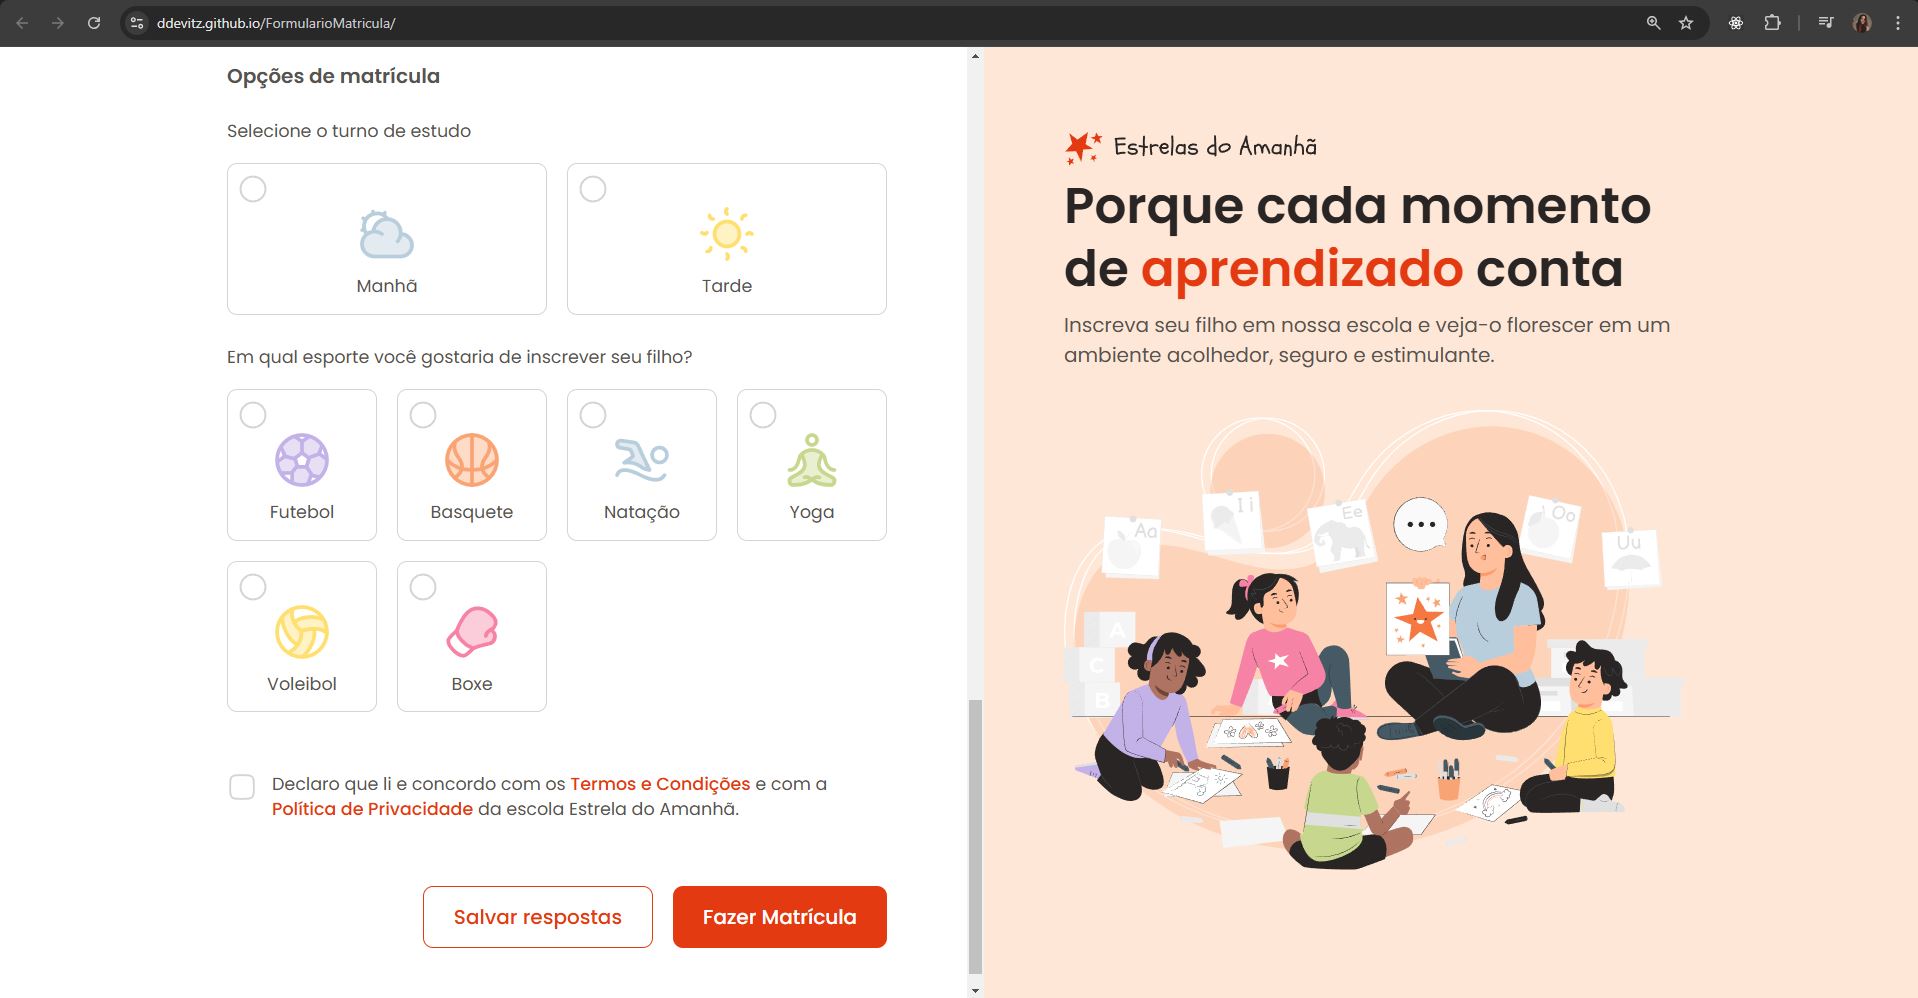 ddevitz.github.io/FormularioMatricula/
Opções de matrícula
Selecione o turno de estudo
Manhã
Tarde
Em qual esporte você gostaria de inscrever seu filho?
Futebol
Basquete
Natação
Yoga
Voleibol
Boxe
Declaro que li e concordo com os Termos e Condições e com a
Política de Privacidade da escola Estrela do Amanhã.
Salvar respostas
Fazer Matrícula
Estrelas do Amanhã
Porque cada momento
de aprendizado conta
Inscreva seu filho em nossa escola e veja-o florescer em um
ambiente acolhedor, seguro e estimulante.
Aa
I i
Ee
Oo
Uu
A
C
B